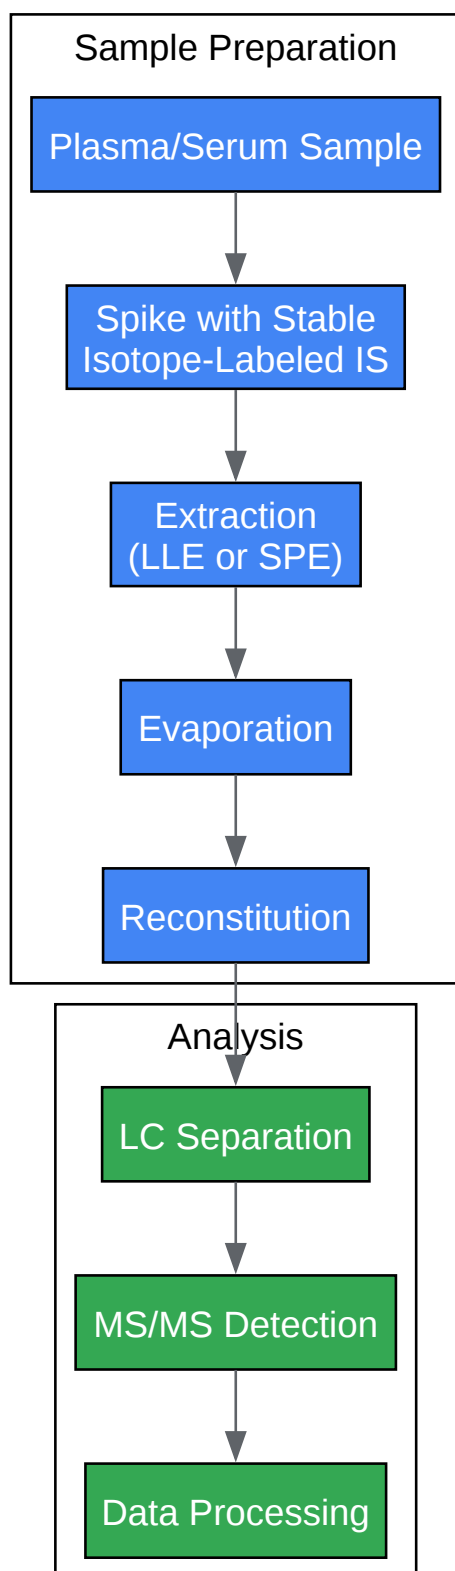 Sample Preparation
Plasma/Serum Sample
Spike with Stable
Isotope-Labeled IS
Extraction
(LLE or SPE)
Evaporation
Reconstitution
Analysis
LC Separation
MS/MS Detection
Data Processing